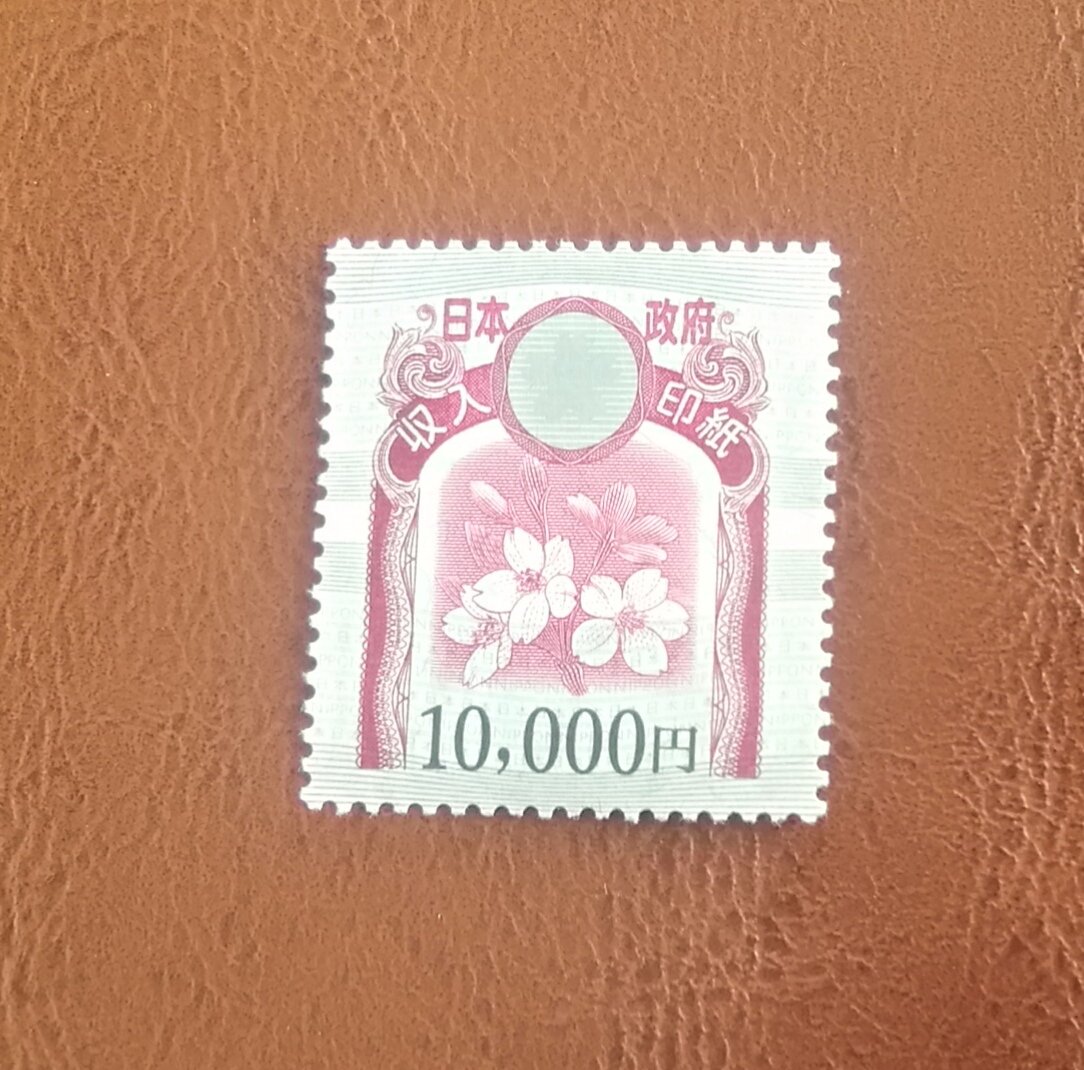 日本 政府
収入 印紙
10,000円